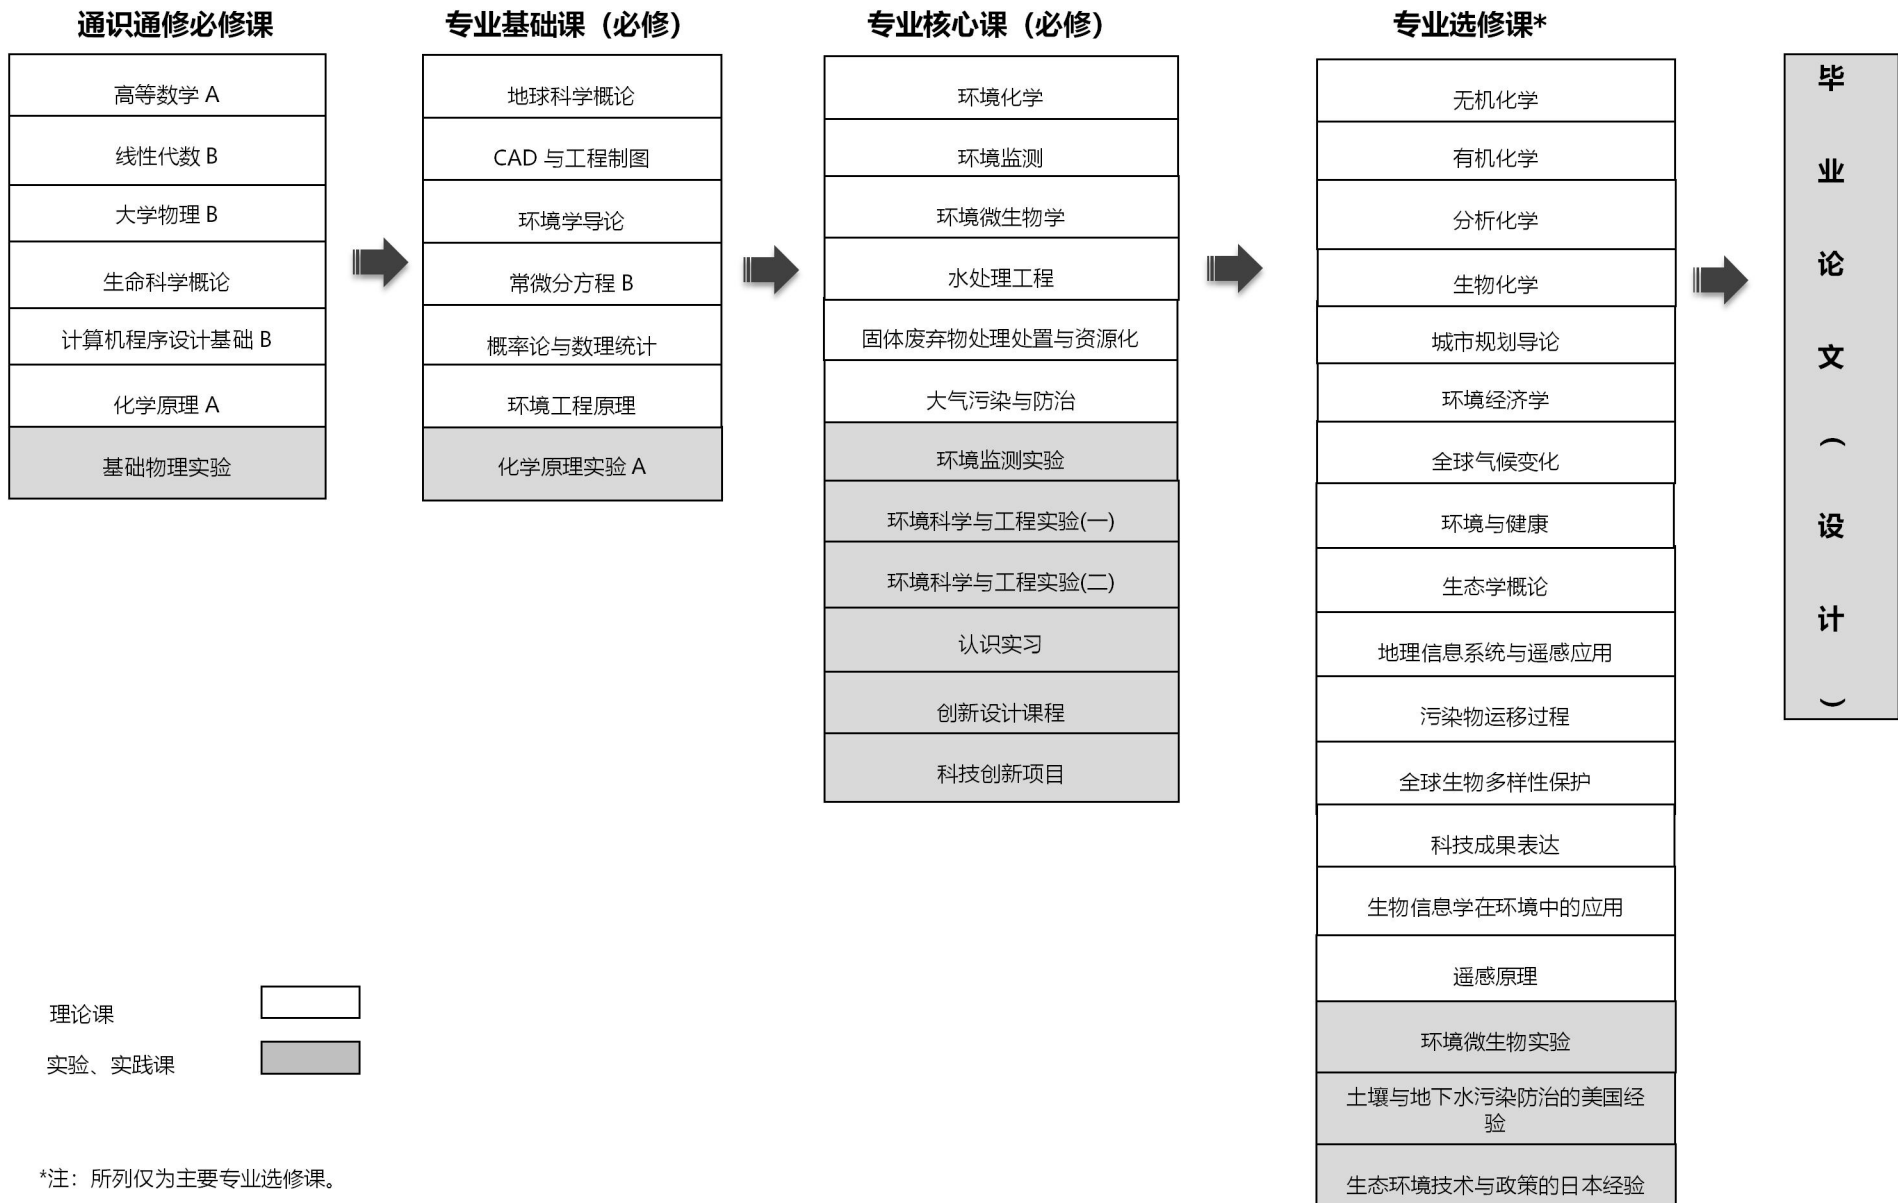 通识通修必修课
高等数学 A
线性代数 B
大学物理 B
生命科学概论
计算机程序设计基础 B
化学原理 A
基础物理实验
专业基础课（必修）
地球科学概论
CAD 与工程制图
环境学导论
常微分方程 B
概率论与数理统计
环境工程原理
化学原理实验 A
专业核心课（必修）
环境化学
环境监测
环境微生物学
水处理工程
固体废弃物处理处置与资源化
大气污染与防治
环境监测实验
环境科学与工程实验(一)
环境科学与工程实验(二)
认识实习
创新设计课程
科技创新项目
专业选修课*
无机化学
有机化学
分析化学
生物化学
城市规划导论
环境经济学
全球气候变化
环境与健康
生态学概论
地理信息系统与遥感应用
污染物运移过程
全球生物多样性保护
科技成果表达
生物信息学在环境中的应用
遥感原理
环境微生物实验
土壤与地下水污染防治的美国经
验
生态环境技术与政策的日本经验
毕业论文（设计）
理论课
实验、实践课
*注：所列仅为主要专业选修课。